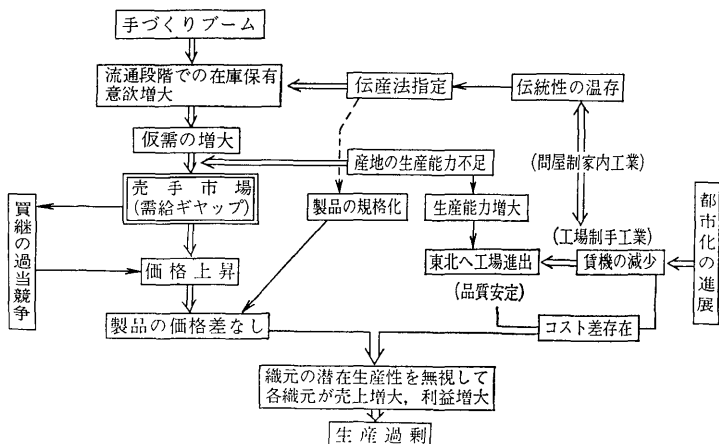 手づくりブーム
流通段階での在庫保有
意欲増大
伝産法指定
伝統性の温存
仮需の増大
産地の生産能力不足
(問屋制家内工業)
売手市場
(需給ギャップ)
製品の規格化
生産能力増大
買継の過当競争
都市化の進展
(工場制手工業)
価格上昇
東北へ工場進出
賃機の減少
(品質安定)
製品の価格差なし
コスト差存在
織元の潜在生産性を無視して
各織元が売上増大，利益増大
生産過剰